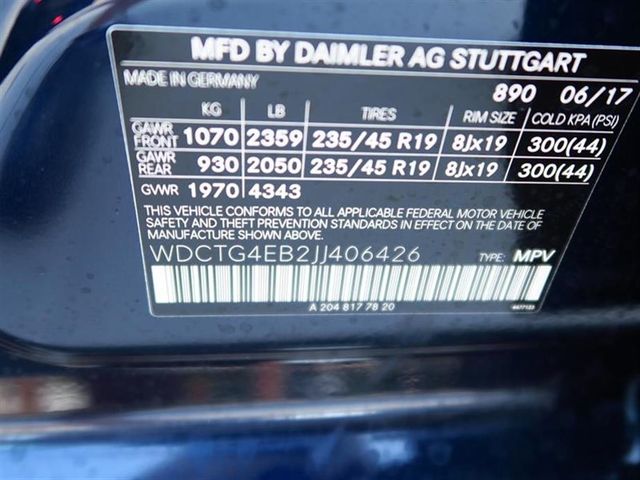 MFD BY DAIMLER AG STUTTGART
MADE IN GERMANY 890 06/17
KG LB TIRES RIM SIZE COLD KPA (PSI)
GAWR FRONT 1070 2359 235/45 R19 8Jx19 300(44)
GAWR REAR 930 2050 235/45 R19 8Jx19 300(44)
GVWR 1970 4343
THIS VEHICLE CONFORMS TO ALL APPLICABLE FEDERAL MOTOR VEHICLE
SAFETY AND THEFT PREVENTION STANDARDS IN EFFECT ON THE DATE OF
MANUFACTURE SHOWN ABOVE.
WDCTG4EB2JJ406426 TYPE: MPV
A 204 817 78 20